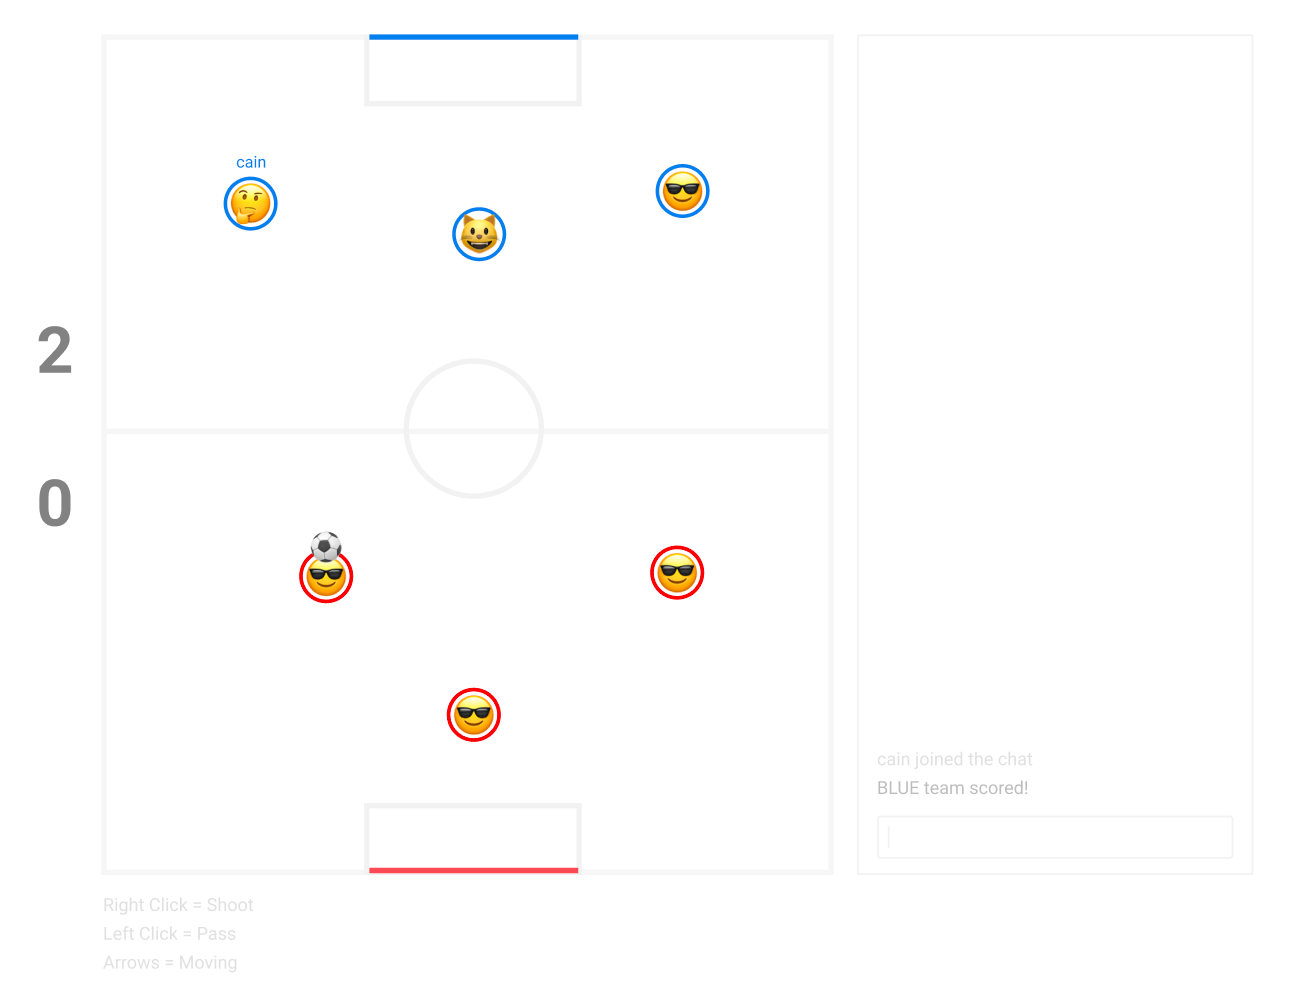 cain
2
0
cain joined the chat
BLUE team scored!
Right Click = Shoot
Left Click = Pass
Arrows = Moving